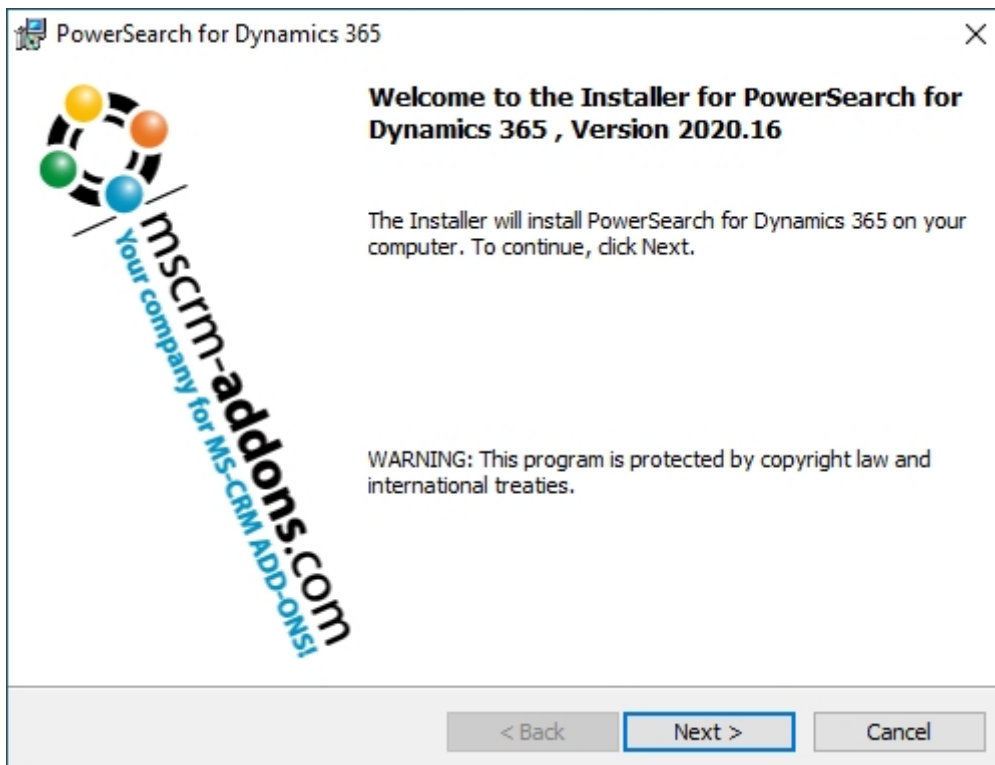 PowerSearch for Dynamics 365
Welcome to the Installer for PowerSearch for
Dynamics 365 , Version 2020.16
The Installer will install PowerSearch for Dynamics 365 on your
computer. To continue, click Next.
WARNING: This program is protected by copyright law and
international treaties.
mscrm-addons.com
Your company for MS-CRM ADD-ONS!
< Back
Next >
Cancel